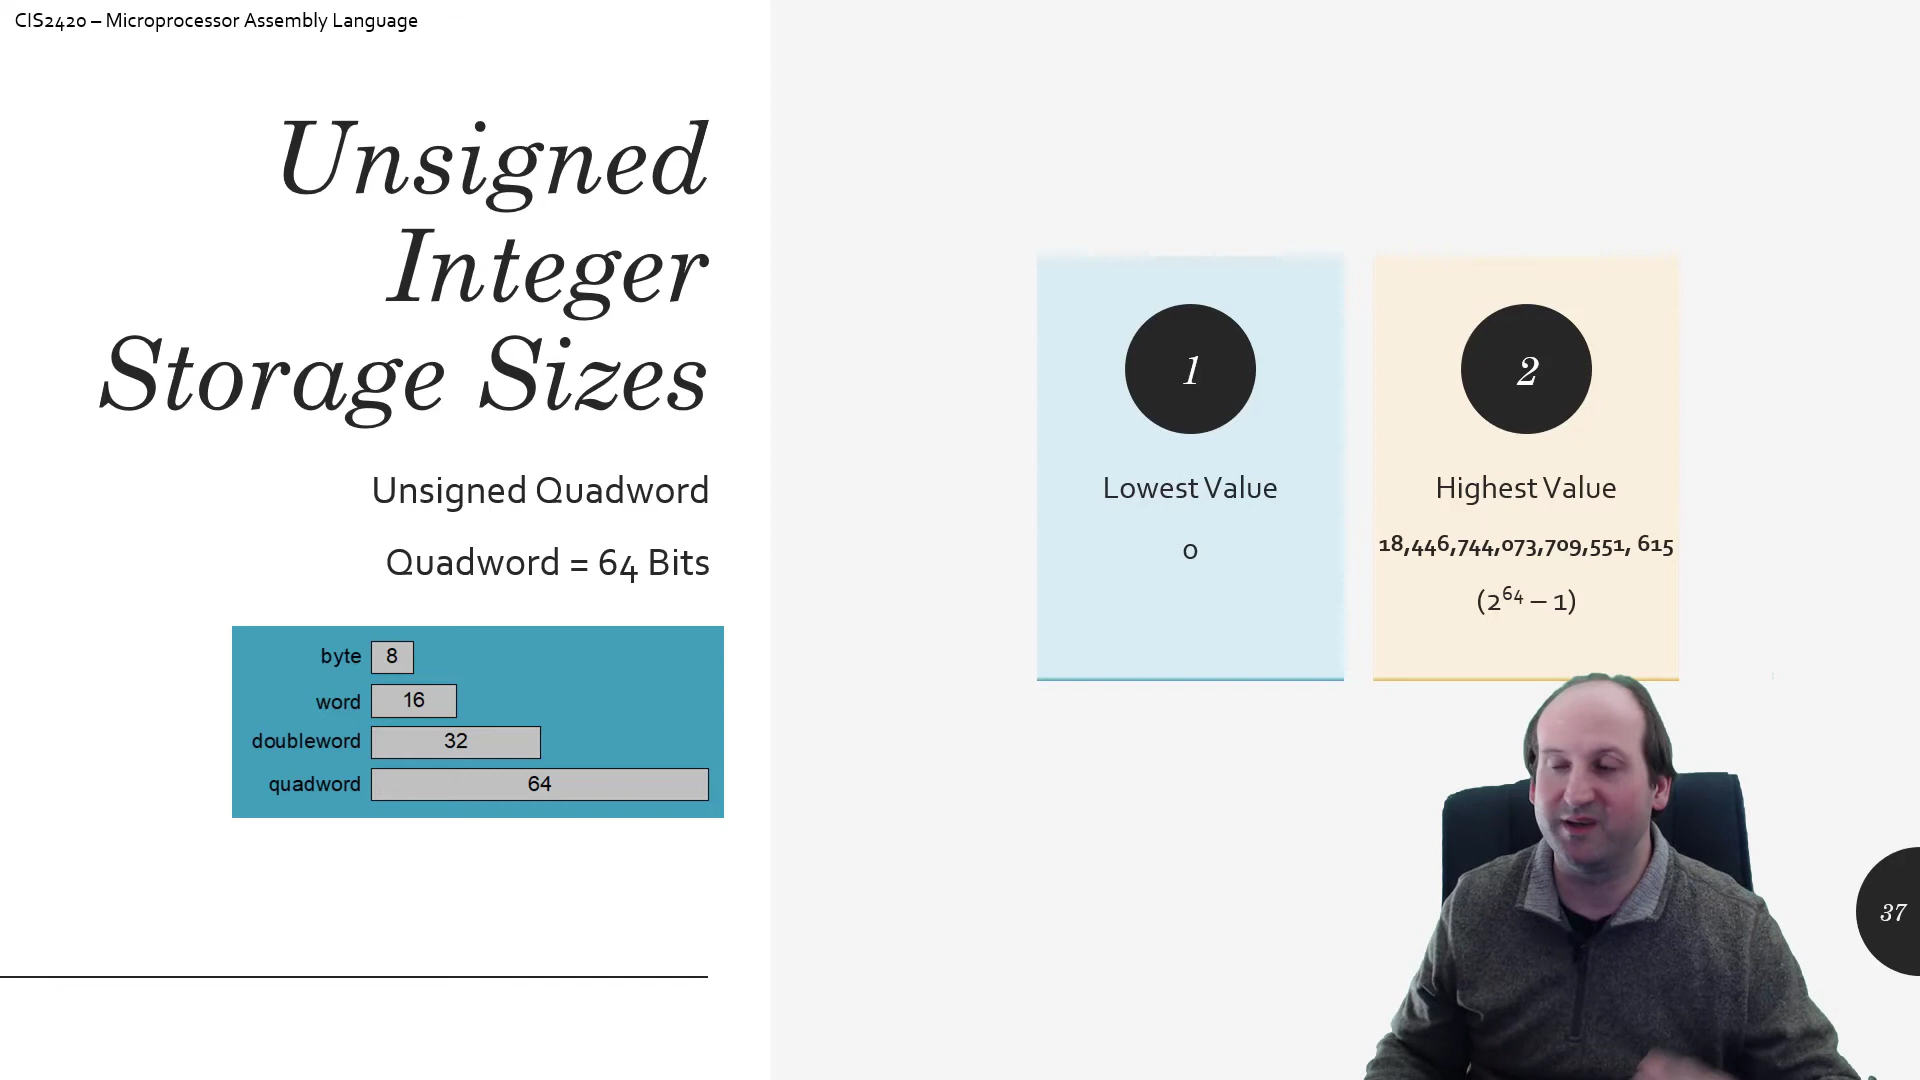 CIS2420 – Microprocessor Assembly Language
Unsigned
Integer
Storage Sizes
Unsigned Quadword
Quadword = 64 Bits
byte 8
word 16
doubleword 32
quadword 64
1
Lowest Value
0
2
Highest Value
18,446,744,073,709,551, 615
(2⁶⁴ – 1)
37